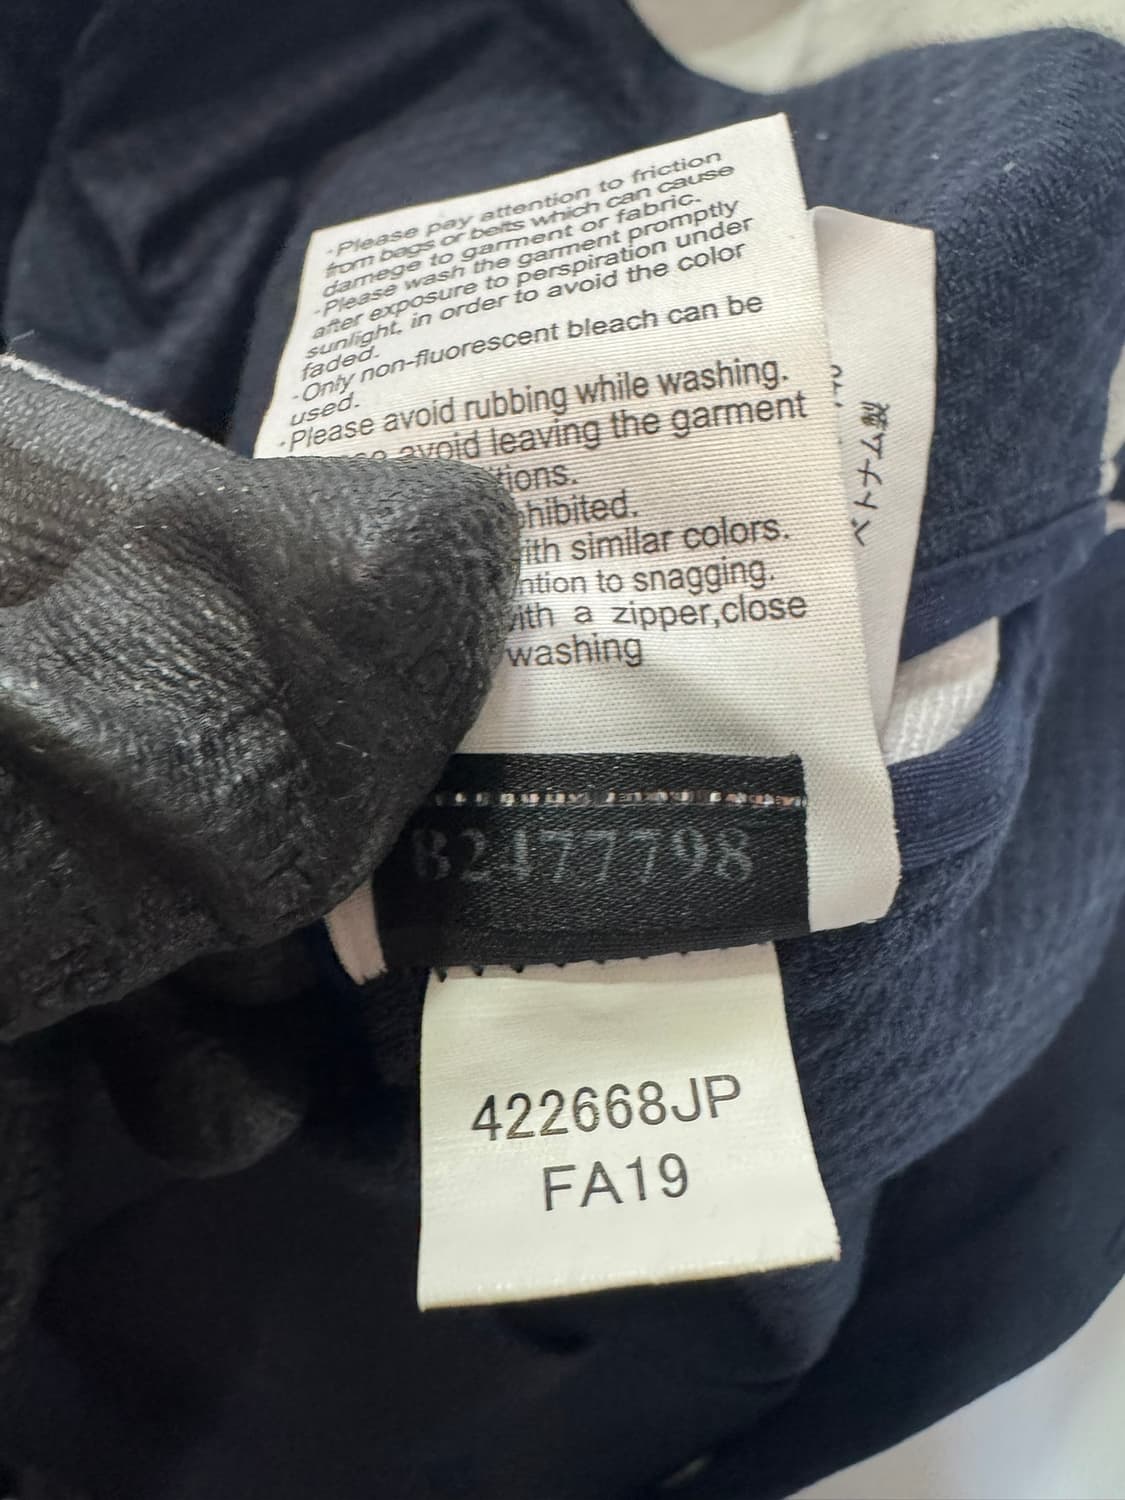 ·Please pay attention to friction
from bags or belts which can cause
damege to garment or fabric.
·Please wash the garment promptly
after exposure to perspiration under
sunlight, in order to avoid the color
faded.
·Only non-fluorescent bleach can be
used.
·Please avoid rubbing while washing.
avoid leaving the garment
tions.
hibited.
ith similar colors.
ntion to snagging.
ith a zipper,close
washing
ベトナム製
B2477798
422668JP
FA19